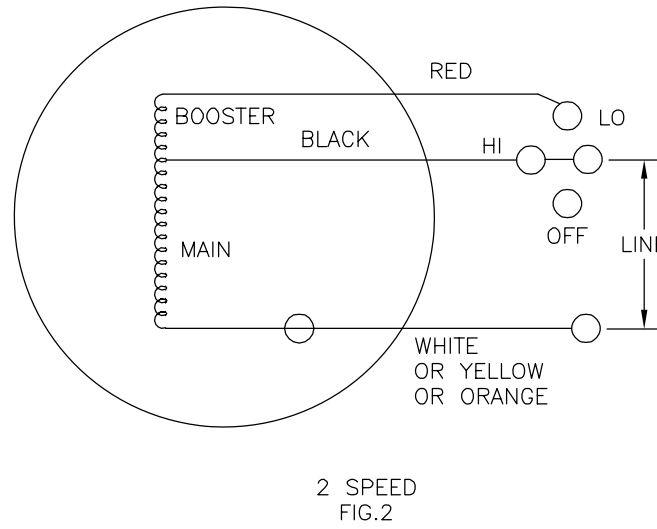 RED
BOOSTER
LO
BLACK
HI
OFF
MAIN
LINE
WHITE
OR YELLOW
OR ORANGE
2 SPEED
FIG.2